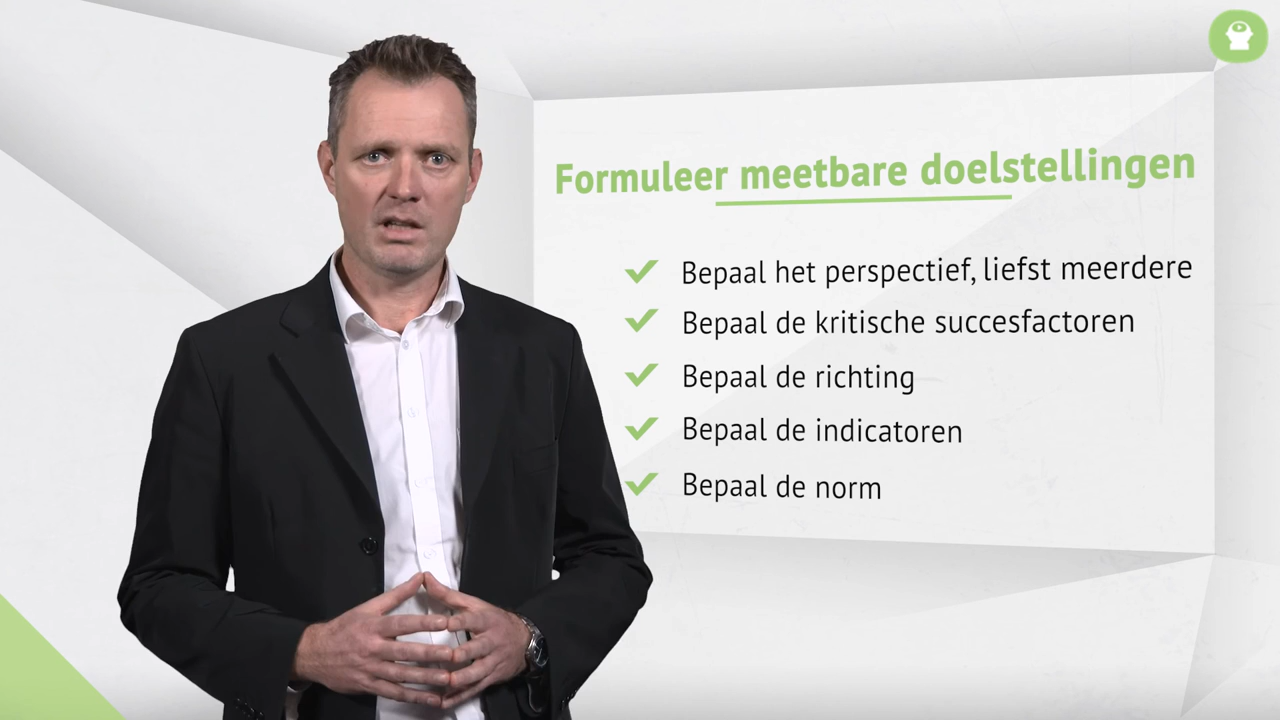 Formuleer meetbare doelstellingen
Bepaal het perspectief, liefst meerdere
Bepaal de kritische succesfactoren
Bepaal de richting
Bepaal de indicatoren
Bepaal de norm